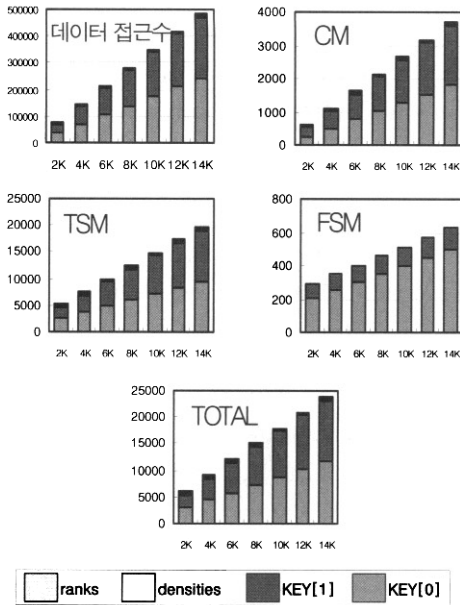 데이터 접근수
500000
400000
300000
200000
100000
0
2K 4K 6K 8K 10K 12K 14K
CM
4000
3000
2000
1000
0
2K 4K 6K 8K 10K 12K 14K
TSM
25000
20000
15000
10000
5000
0
2K 4K 6K 8K 10K 12K 14K
FSM
800
600
400
200
0
2K 4K 6K 8K 10K 12K 14K
TOTAL
25000
20000
15000
10000
5000
0
2K 4K 6K 8K 10K 12K 14K
ranks densities KEY[1] KEY[0]